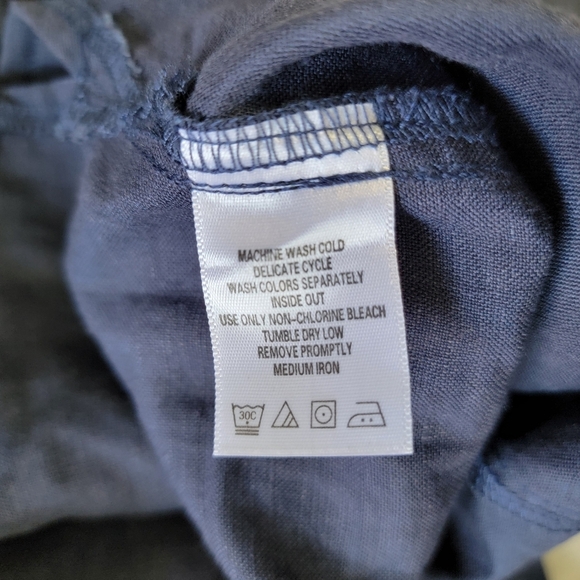 MACHINE WASH COLD
DELICATE CYCLE
WASH COLORS SEPARATELY
INSIDE OUT
USE ONLY NON-CHLORINE BLEACH
TUMBLE DRY LOW
REMOVE PROMPTLY
MEDIUM IRON
30C